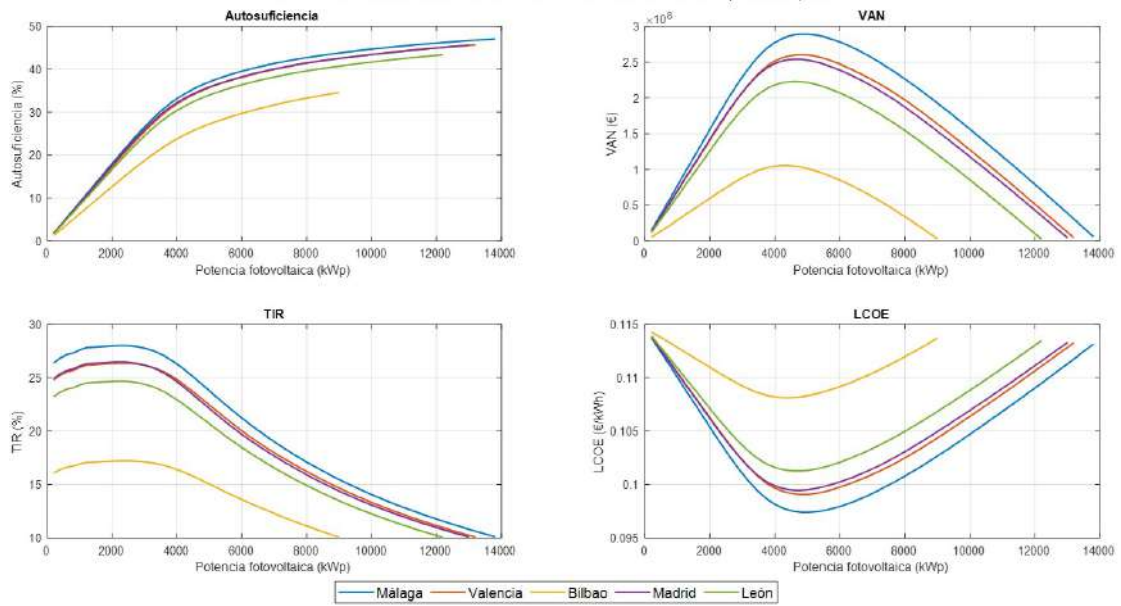 Autosuficiencia
50
40
30
20
10
0
Autosuficiencia (%)
0 2000 4000 6000 8000 10000 12000 14000
Potencia fotovoltaica (kWp)
VAN
×10⁶
3
2.5
2
1.5
1
0.5
0
VAN (€)
0 2000 4000 6000 8000 10000 12000 14000
Potencia fotovoltaica (kWp)
TIR
30
25
20
15
10
TIR (%)
0 2000 4000 6000 8000 10000 12000 14000
Potencia fotovoltaica (kWp)
LCOE
0.115
0.11
0.105
0.1
0.095
LCOE (€/kWh)
0 2000 4000 6000 8000 10000 12000 14000
Potencia fotovoltaica (kWp)
Málaga Valencia Bilbao Madrid León